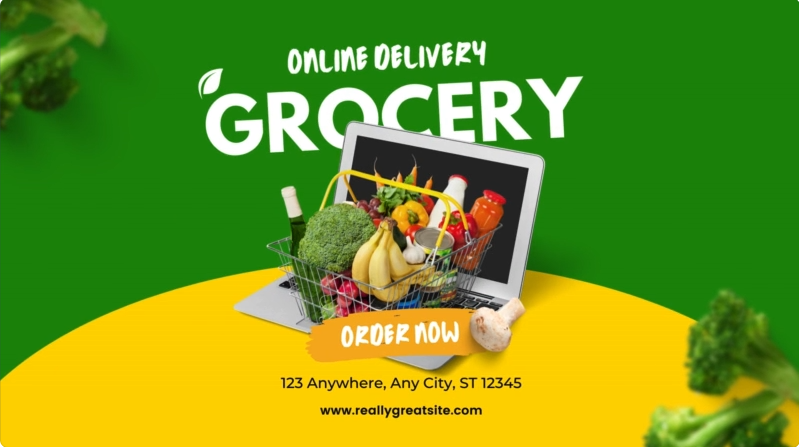 ONLINE DELIVERY
GROCERY
ORDER NOW
123 Anywhere, Any City, ST 12345
www.reallygreatsite.com